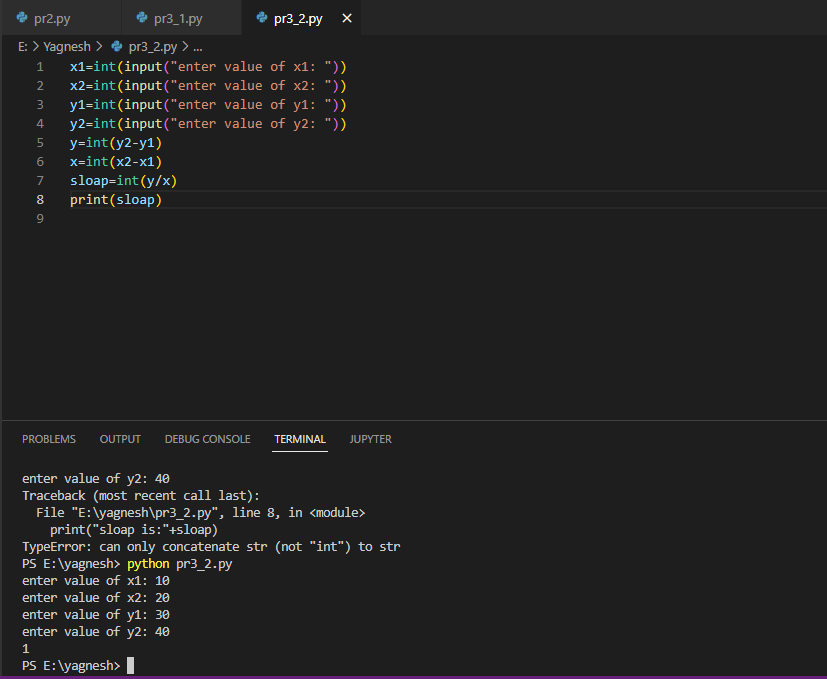 pr2.py pr3_1.py pr3_2.py
E: > Yagnesh > pr3_2.py > ...
1 x1=int(input("enter value of x1: "))
2 x2=int(input("enter value of x2: "))
3 y1=int(input("enter value of y1: "))
4 y2=int(input("enter value of y2: "))
5 y=int(y2-y1)
6 x=int(x2-x1)
7 sloap=int(y/x)
8 print(sloap)
9
PROBLEMS OUTPUT DEBUG CONSOLE TERMINAL JUPYTER
enter value of y2: 40
Traceback (most recent call last):
  File "E:\yagnesh\pr3_2.py", line 8, in <module>
    print("sloap is:"+sloap)
TypeError: can only concatenate str (not "int") to str
PS E:\yagnesh> python pr3_2.py
enter value of x1: 10
enter value of x2: 20
enter value of y1: 30
enter value of y2: 40
1
PS E:\yagnesh>